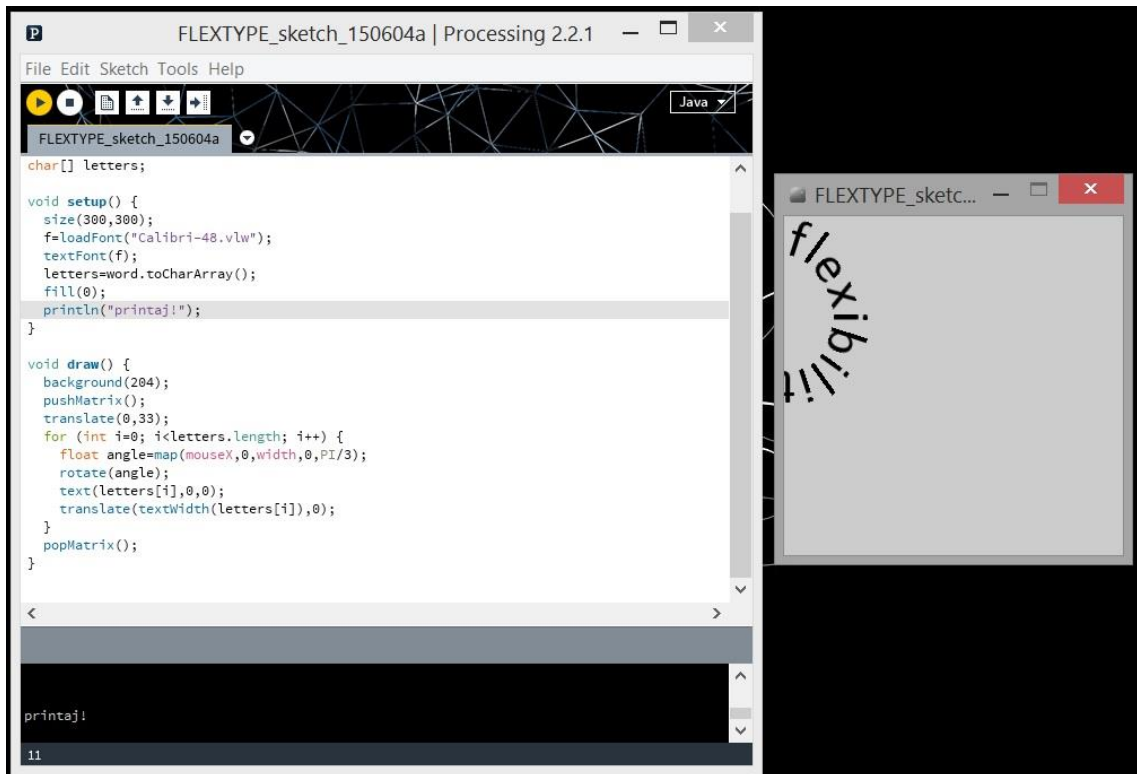 FLEXTYPE_sketch_150604a | Processing 2.2.1
File Edit Sketch Tools Help
Java
FLEXTYPE_sketch_150604a
char[] letters;
void setup() {
size(300,300);
f=loadFont("Calibri-48.vlw");
textFont(f);
letters=word.toCharArray();
fill(0);
println("printaj!");
}
void draw() {
background(204);
pushMatrix();
translate(0,33);
for (int i=0; i<letters.length; i++) {
float angle=map(mouseX,0,width,0,PI/3);
rotate(angle);
text(letters[i],0,0);
translate(textWidth(letters[i]),0);
}
popMatrix();
}
printaj!
11
FLEXTYPE_sketc...
flexibilit